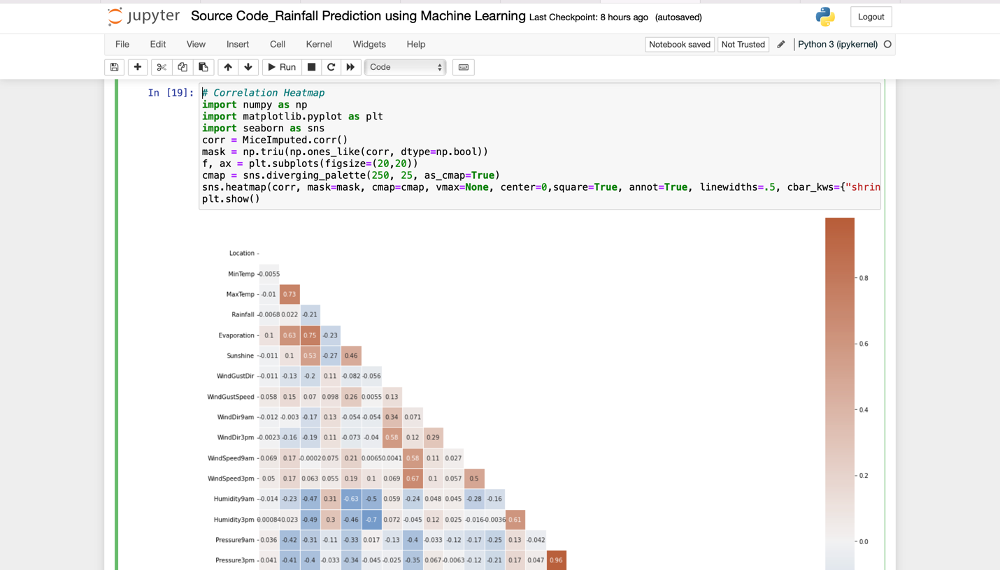 jupyter Source Code_Rainfall Prediction using Machine Learning Last Checkpoint: 8 hours ago (autosaved) Logout
File Edit View Insert Cell Kernel Widgets Help Notebook saved Not Trusted Python 3 (ipykernel)
Run Code
In [19]: # Correlation Heatmap
import numpy as np
import matplotlib.pyplot as plt
import seaborn as sns
corr = MiceImputed.corr()
mask = np.triu(np.ones_like(corr, dtype=np.bool))
f, ax = plt.subplots(figsize=(20,20))
cmap = sns.diverging_palette(250, 25, as_cmap=True)
sns.heatmap(corr, mask=mask, cmap=cmap, vmax=None, center=0,square=True, annot=True, linewidths=.5, cbar_kws={"shrin
plt.show()
Location
MinTemp -0.0055
MaxTemp -0.01 0.73
Rainfall -0.0068 0.022 -0.21
Evaporation 0.1 0.63 0.75 -0.23
Sunshine -0.011 0.1 0.53 -0.27 0.46
WindGustDir -0.011 -0.13 -0.2 0.11 -0.082 -0.056
WindGustSpeed 0.058 0.15 0.07 0.098 0.26 0.0055 0.13
WindDir9am -0.012 -0.003 -0.17 0.13 -0.054 -0.054 0.34 0.071
WindDir3pm -0.0023 -0.16 -0.19 0.11 -0.073 -0.04 0.58 0.12 0.29
WindSpeed9am 0.069 0.17 -0.0002 0.075 0.21 0.0065 0.0041 0.58 0.11 0.027
WindSpeed3pm 0.05 0.17 0.063 0.055 0.19 0.1 0.069 0.67 0.1 0.057 0.5
Humidity9am -0.014 -0.23 -0.47 0.31 -0.63 -0.5 0.059 -0.24 0.048 0.045 -0.28 -0.16
Humidity3pm 0.00084 0.023 -0.49 0.3 -0.46 -0.7 0.072 -0.045 0.12 0.025 -0.016 -0.0036 0.61
Pressure9am 0.036 -0.42 -0.31 -0.11 -0.33 0.017 -0.13 -0.4 -0.033 -0.12 -0.17 -0.25 0.13 -0.042
Pressure3pm 0.041 -0.41 -0.4 -0.033 -0.34 -0.045 -0.025 -0.35 0.067 -0.0063 -0.12 -0.21 0.17 0.047 0.96
0.8
0.6
0.4
0.2
0.0